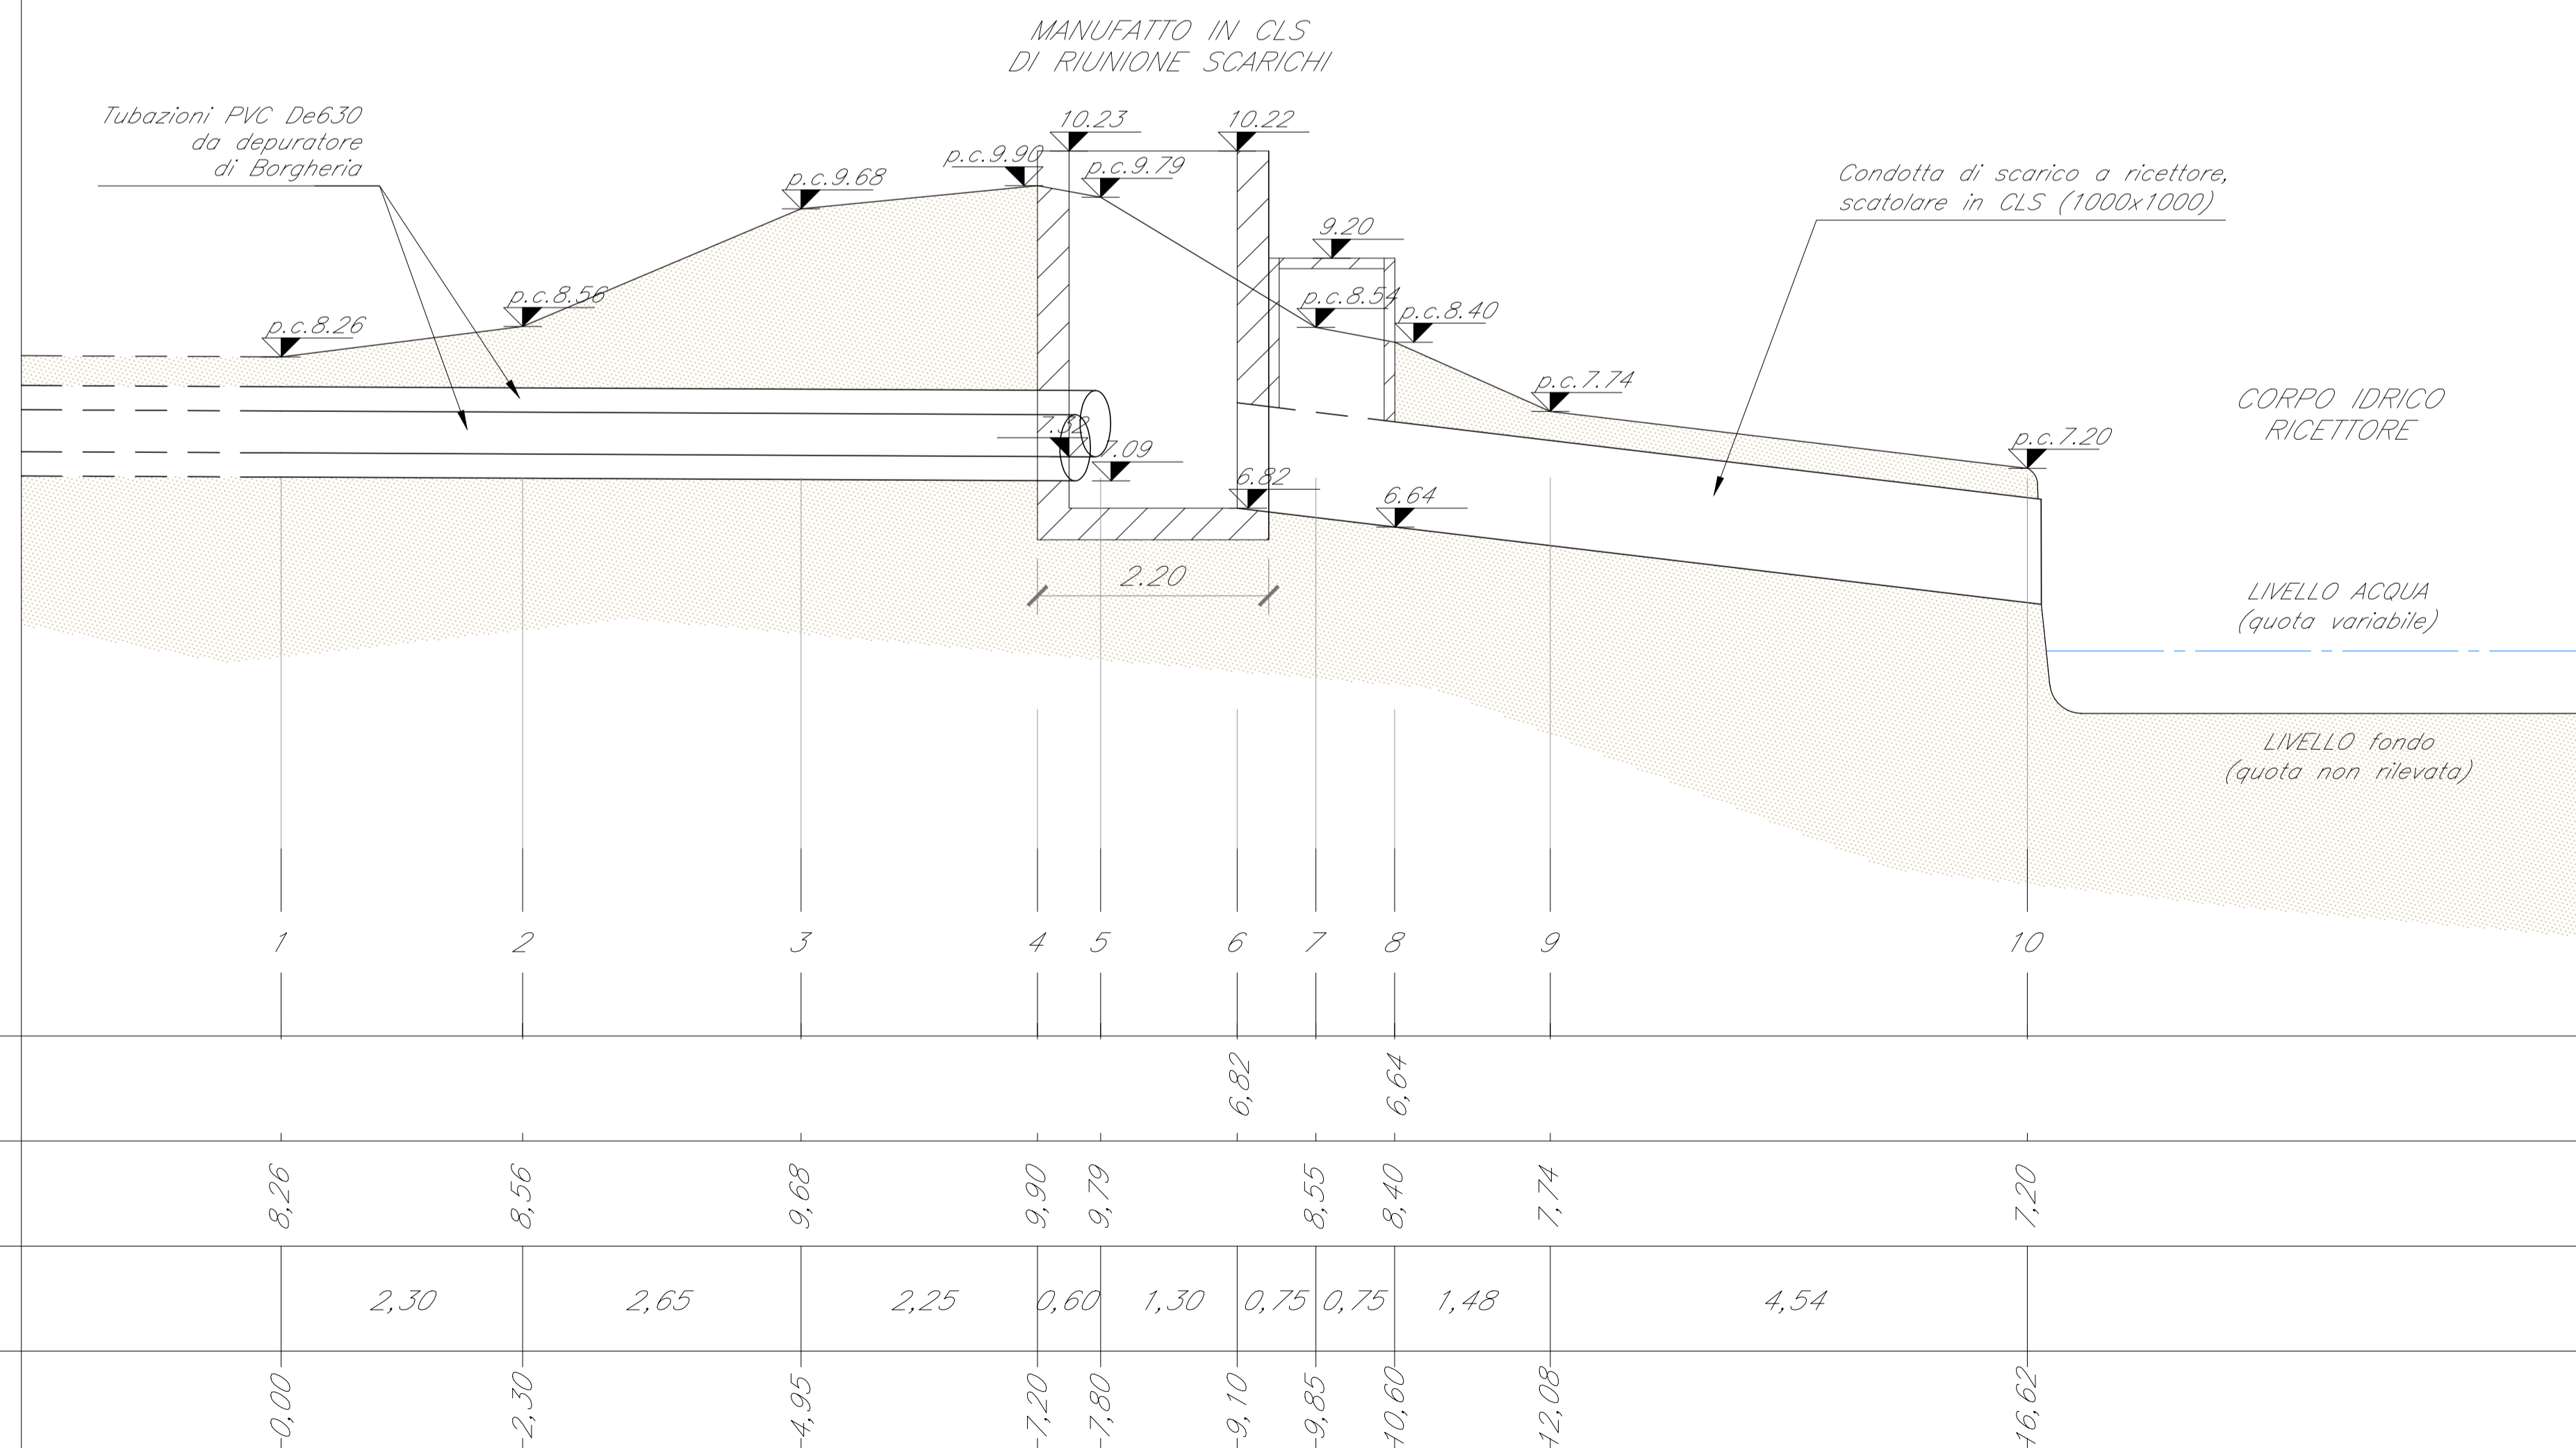 MANUFATTO IN CLS
DI RIUNIONE SCARICHI
Tubazioni PVC De630
da depuratore
di Borgheria
10.23
10.22
p.c.9.90
p.c.9.79
p.c.9.68
Condotta di scarico a ricettore,
scatolare in CLS (1000x1000)
9.20
p.c.8.56
p.c.8.54
p.c.8.26
p.c.8.40
p.c.7.74
CORPO IDRICO
RICETTORE
7.32
7.09
p.c.7.20
6.82
6.64
2.20
LIVELLO ACQUA
(quota variabile)
LIVELLO fondo
(quota non rilevata)
1 2 3 4 5 6 7 8 9 10
6,82 6,64
8,26 8,56 9,68 9,90 9,79 8,55 8,40 7,74 7,20
2,30 2,65 2,25 0,60 1,30 0,75 0,75 1,48 4,54
0,00 2,30 4,95 7,20 7,80 9,10 9,85 10,60 12,08 16,62